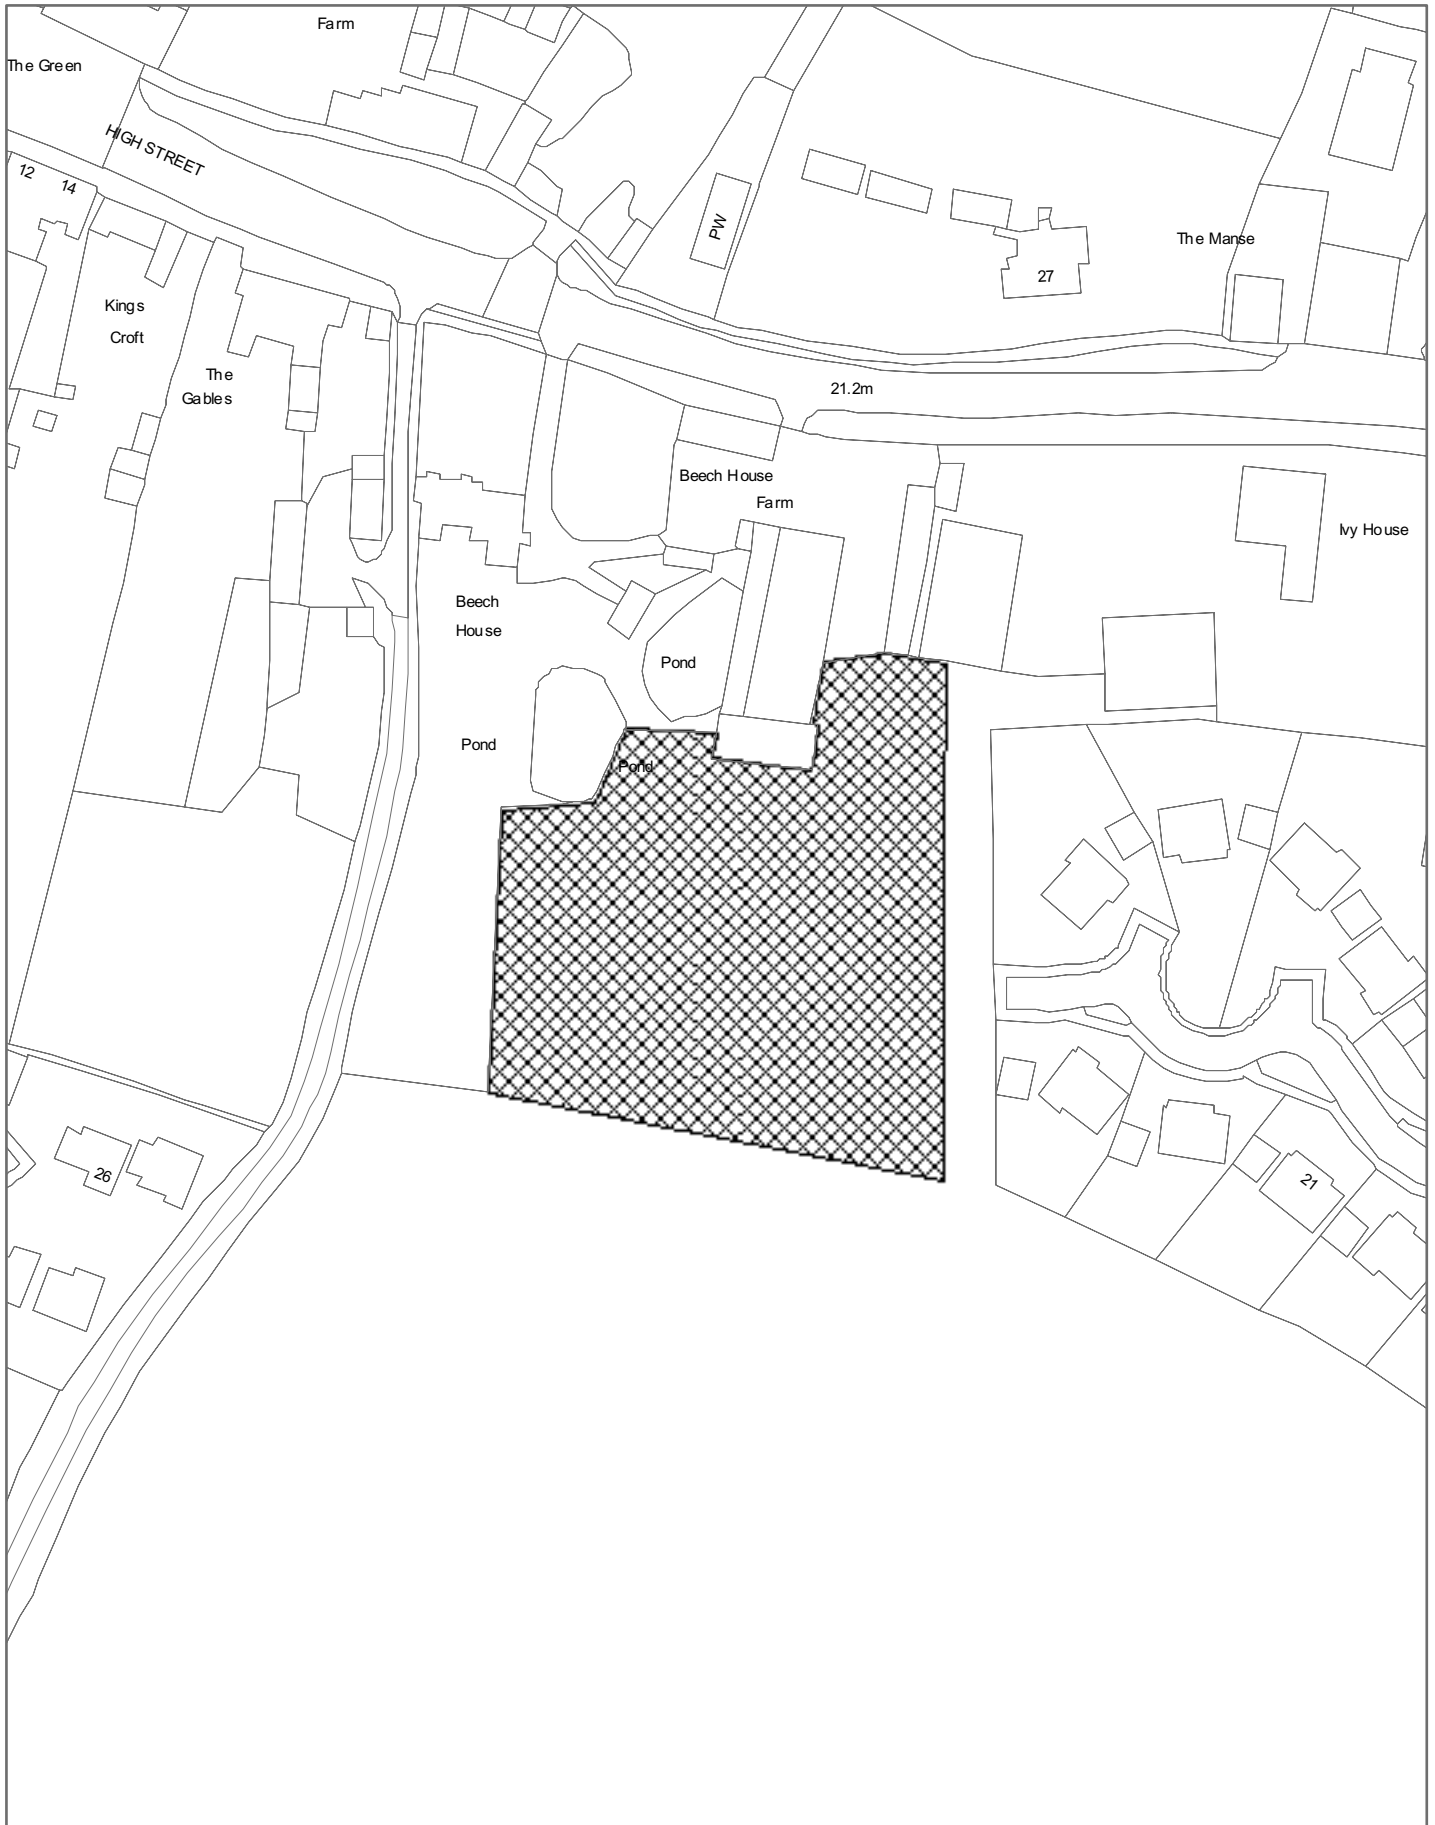 Farm
The Green
HIGH STREET
12
14
PW
The Manse
27
Kings
Croft
The
Gables
21.2m
Beech House
Farm
Ivy House
Beech
House
Pond
Pond
Pond
26
21